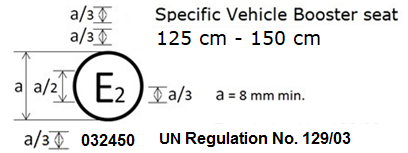 a/3 Specific Vehicle Booster seat
a/3 125 cm - 150 cm
a a/2 E2 a/3 a = 8 mm min.
a/3 032450 UN Regulation No. 129/03